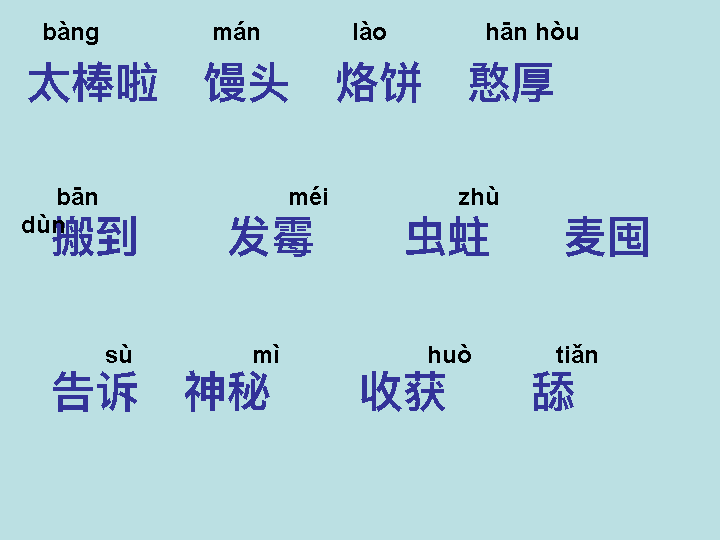 bàng mán lào hān hòu
太棒啦 馒头 烙饼 憨厚
bān méi zhù
dùn
搬到 发霉 虫蛀 麦囤
sù mì huò tiǎn
告诉 神秘 收获 舔